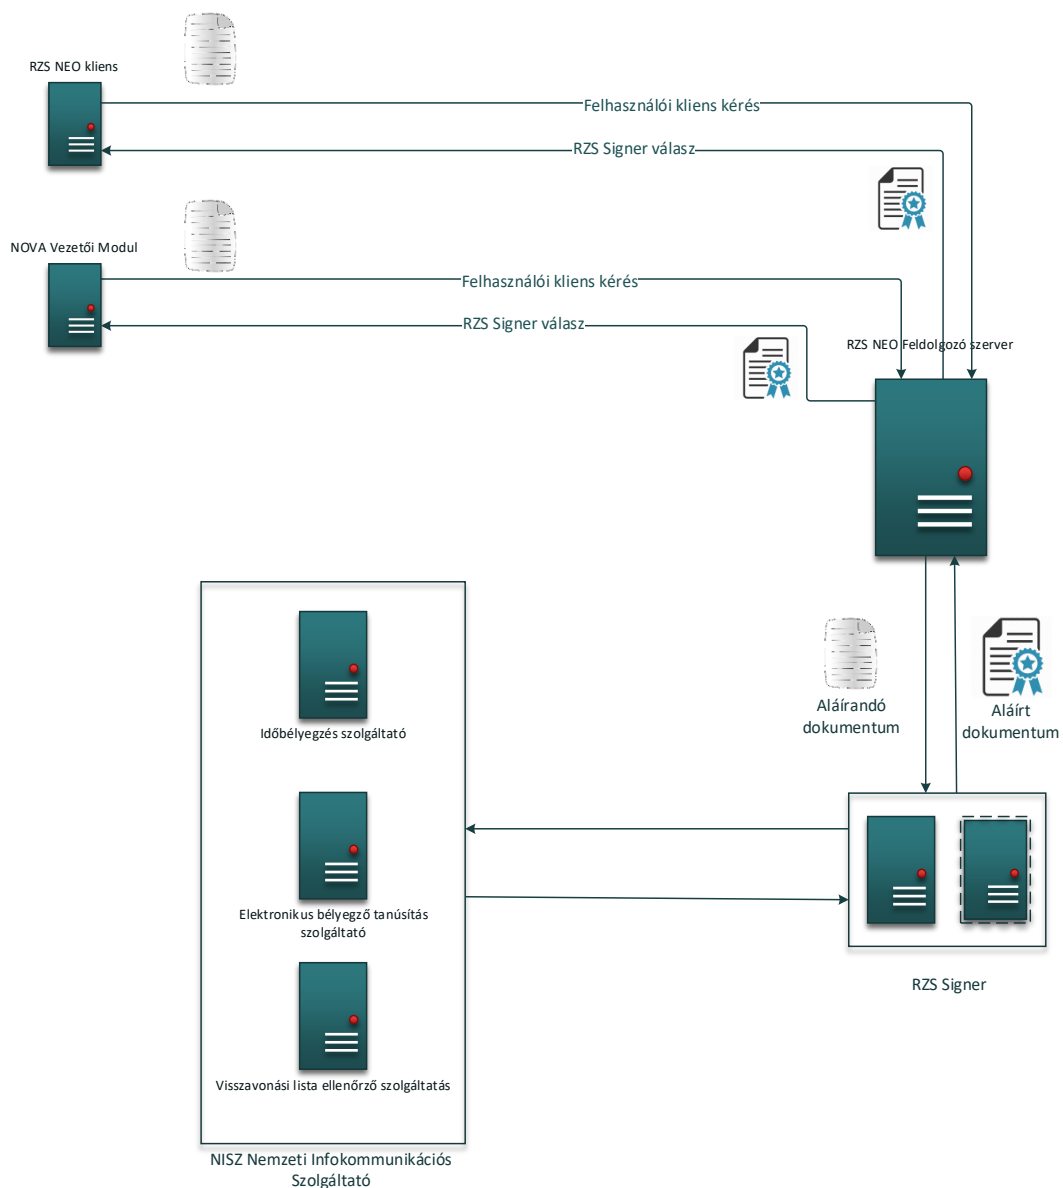 RZS NEO kliens
Felhasználói kliens kérés
RZS Signer válasz
NOVA Vezetői Modul
Felhasználói kliens kérés
RZS Signer válasz
RZS NEO Feldolgozó szerver
Aláírandó
dokumentum
Aláírt
dokumentum
Időbélyegzés szolgáltató
Elektronikus bélyegző tanúsítás
szolgáltató
Visszavonási lista ellenőrző szolgáltatás
RZS Signer
NISZ Nemzeti Infokommunikációs
Szolgáltató